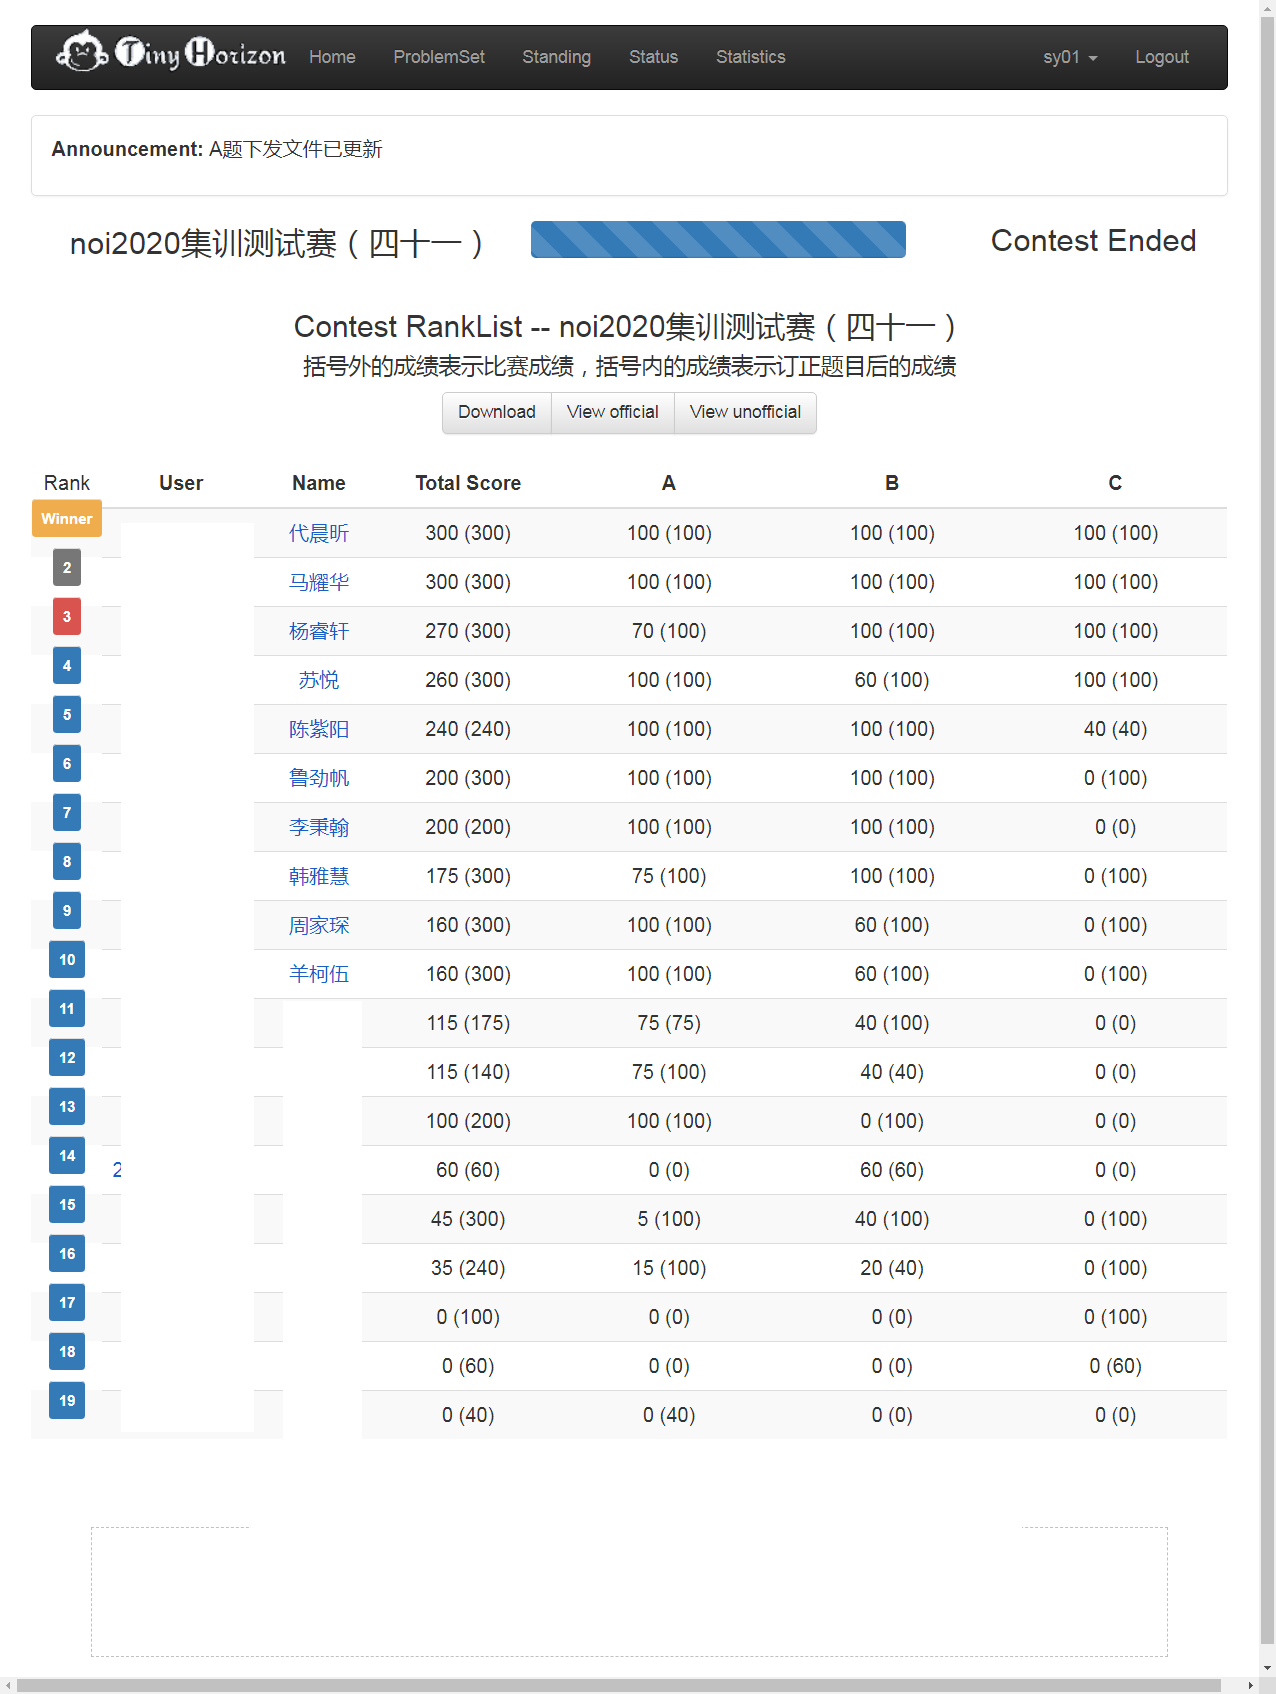 Tiny Horizon Home ProblemSet Standing Status Statistics sy01 Logout
Announcement: A题下发文件已更新
noi2020集训测试赛（四十一） Contest Ended
Contest RankList -- noi2020集训测试赛（四十一）
括号外的成绩表示比赛成绩，括号内的成绩表示订正题目后的成绩
Download View official View unofficial
Rank User Name Total Score A B C
Winner 代晨昕 300 (300) 100 (100) 100 (100) 100 (100)
2 马耀华 300 (300) 100 (100) 100 (100) 100 (100)
3 杨睿轩 270 (300) 70 (100) 100 (100) 100 (100)
4 苏悦 260 (300) 100 (100) 60 (100) 100 (100)
5 陈紫阳 240 (240) 100 (100) 100 (100) 40 (40)
6 鲁劲帆 200 (300) 100 (100) 100 (100) 0 (100)
7 李秉翰 200 (200) 100 (100) 100 (100) 0 (0)
8 韩雅慧 175 (300) 75 (100) 100 (100) 0 (100)
9 周家琛 160 (300) 100 (100) 60 (100) 0 (100)
10 羊柯伍 160 (300) 100 (100) 60 (100) 0 (100)
11 115 (175) 75 (75) 40 (100) 0 (0)
12 115 (140) 75 (100) 40 (40) 0 (0)
13 100 (200) 100 (100) 0 (100) 0 (0)
14 2 60 (60) 0 (0) 60 (60) 0 (0)
15 45 (300) 5 (100) 40 (100) 0 (100)
16 35 (240) 15 (100) 20 (40) 0 (100)
17 0 (100) 0 (0) 0 (0) 0 (100)
18 0 (60) 0 (0) 0 (0) 0 (60)
19 0 (40) 0 (40) 0 (0) 0 (0)